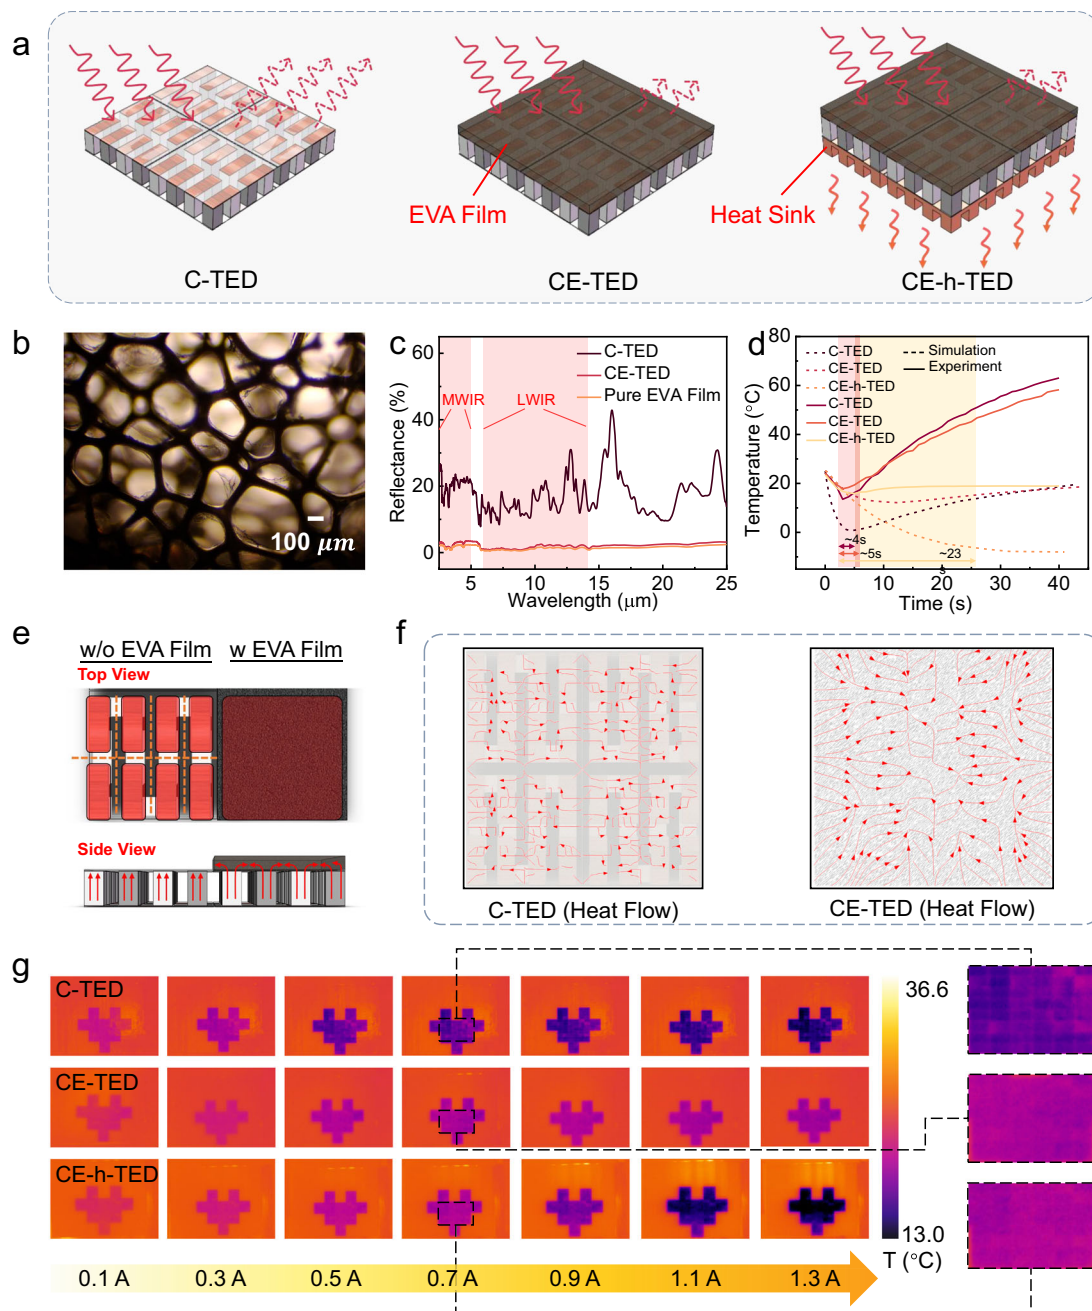 a
EVA Film
Heat Sink
C-TED
CE-TED
CE-h-TED
b
100 μm
c
60
40
20
0
Reflectance (%)
MWIR
LWIR
C-TED
CE-TED
Pure EVA Film
5
10
15
20
25
Wavelength (μm)
d
80
60
40
20
0
Temperature (°C)
C-TED
CE-TED
CE-h-TED
C-TED
CE-TED
CE-h-TED
Simulation
Experiment
~4s
~5s
~23
s
0
10
20
30
40
Time (s)
e
w/o EVA Film
w EVA Film
Top View
Side View
f
C-TED (Heat Flow)
CE-TED (Heat Flow)
g
C-TED
CE-TED
CE-h-TED
36.6
13.0
T (°C)
0.1 A
0.3 A
0.5 A
0.7 A
0.9 A
1.1 A
1.3 A